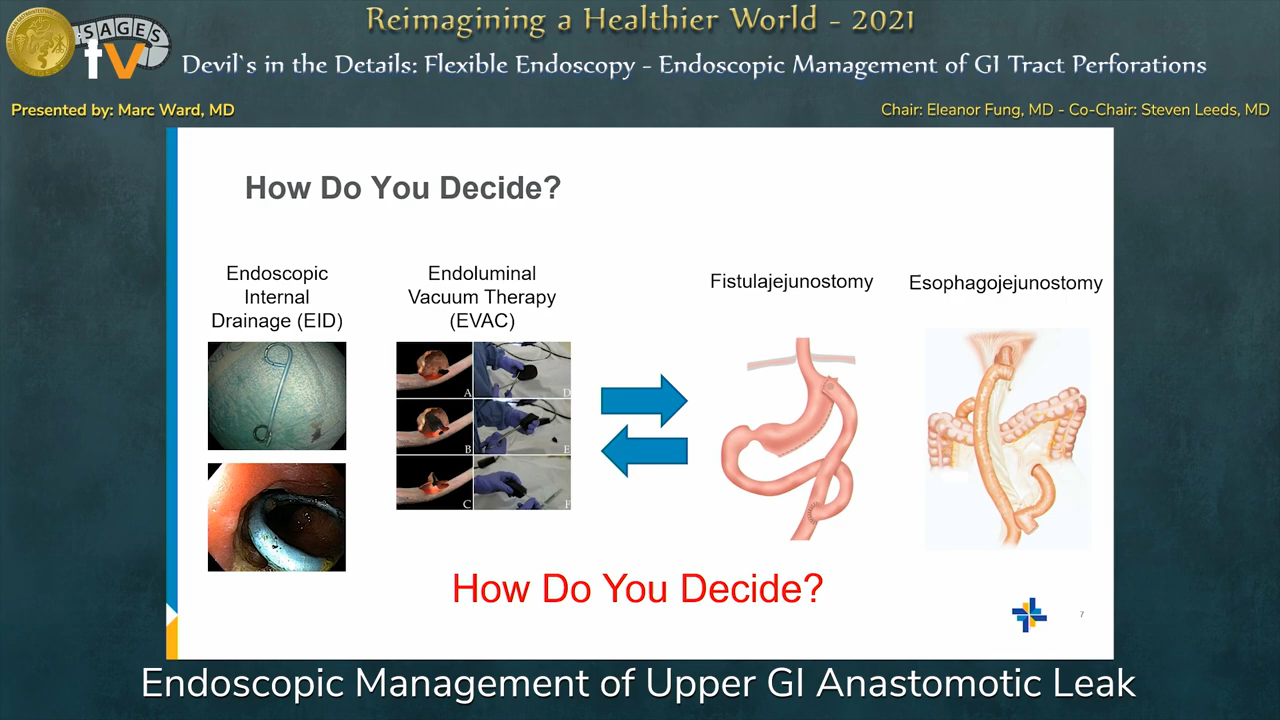 Reimagining a Healthier World - 2021
SAGES
tv
Devil`s in the Details: Flexible Endoscopy - Endoscopic Management of GI Tract Perforations
Presented by: Marc Ward, MD
Chair: Eleanor Fung, MD - Co-Chair: Steven Leeds, MD
How Do You Decide?
Endoscopic
Internal
Drainage (EID)
Endoluminal
Vacuum Therapy
(EVAC)
Fistulajejunostomy
Esophagojejunostomy
A
D
B
E
C
F
How Do You Decide?
7
Endoscopic Management of Upper GI Anastomotic Leak